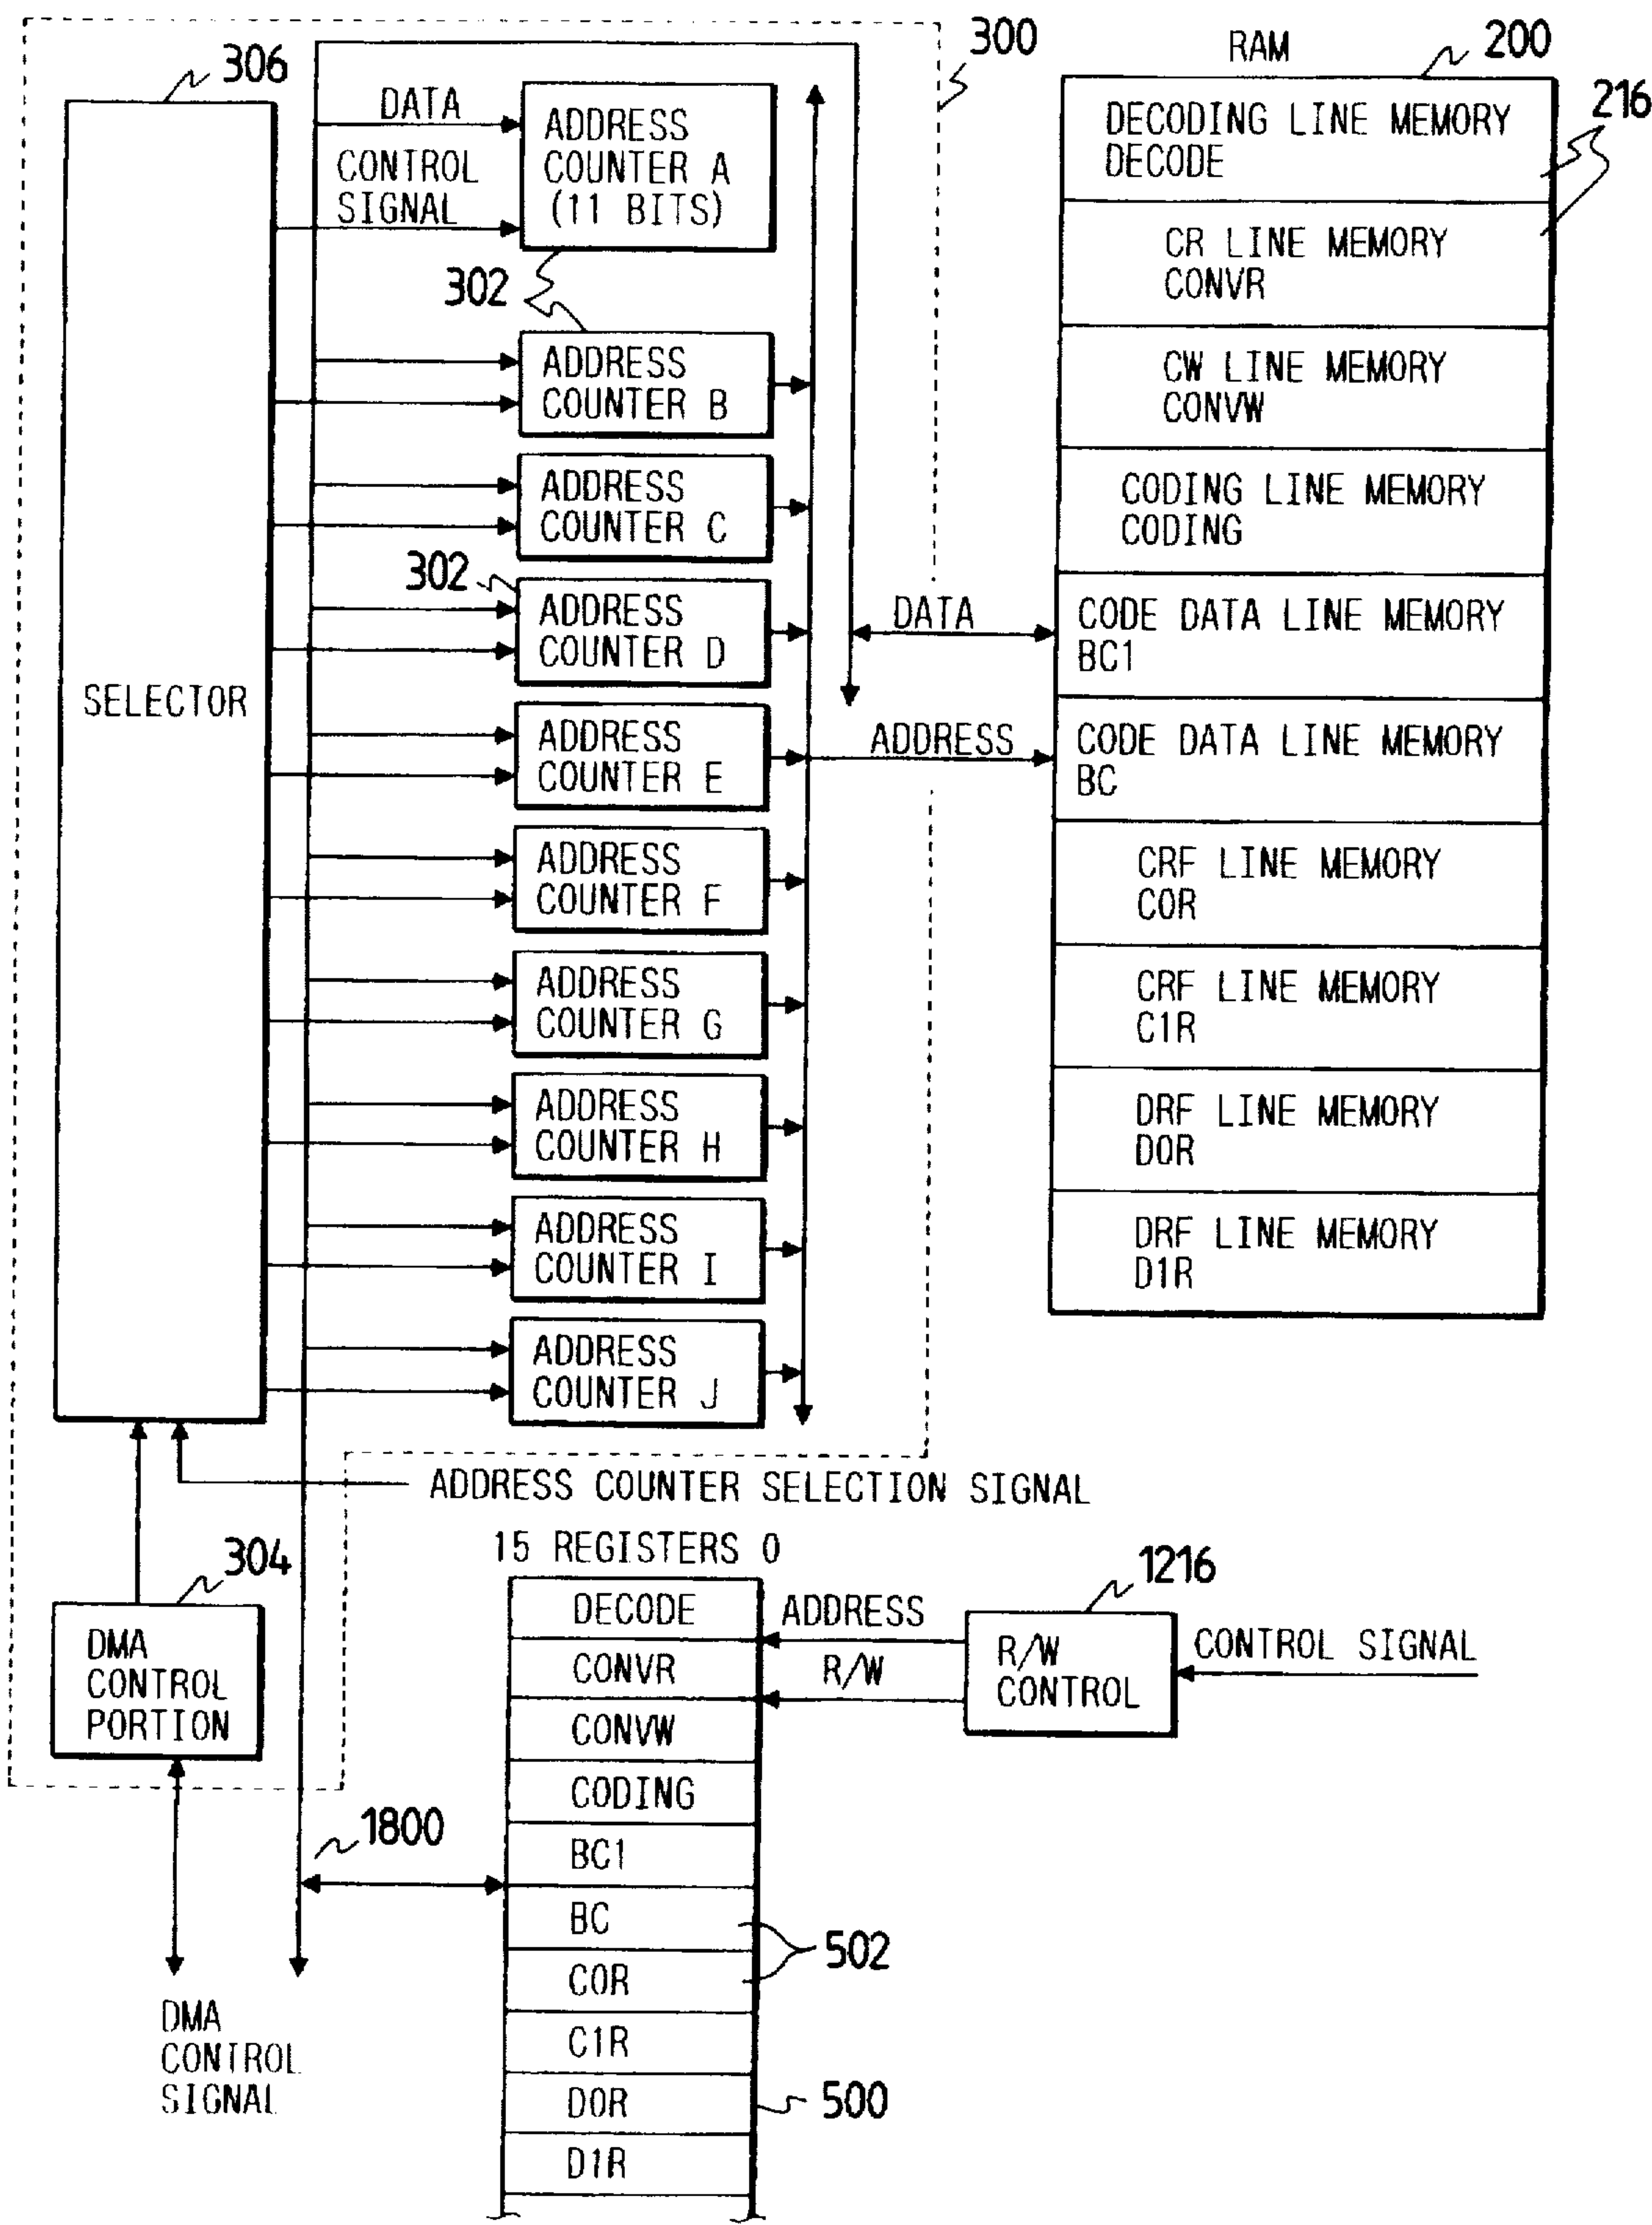 306
300
RAM
200
216
DATA
CONTROL
SIGNAL
ADDRESS
COUNTER A
(11 BITS)
302
ADDRESS
COUNTER B
ADDRESS
COUNTER C
302
ADDRESS
COUNTER D
SELECTOR
ADDRESS
COUNTER E
ADDRESS
COUNTER F
ADDRESS
COUNTER G
ADDRESS
COUNTER H
ADDRESS
COUNTER I
ADDRESS
COUNTER J
DATA
ADDRESS
DECODING LINE MEMORY
DECODE
CR LINE MEMORY
CONVR
CW LINE MEMORY
CONVW
CODING LINE MEMORY
CODING
CODE DATA LINE MEMORY
BC1
CODE DATA LINE MEMORY
BC
CRF LINE MEMORY
C0R
CRF LINE MEMORY
C1R
DRF LINE MEMORY
D0R
DRF LINE MEMORY
D1R
ADDRESS COUNTER SELECTION SIGNAL
304
DMA
CONTROL
PORTION
15 REGISTERS 0
DECODE
CONVR
CONVW
CODING
BC1
BC
C0R
C1R
D0R
D1R
ADDRESS
R/W
1216
R/W
CONTROL
CONTROL SIGNAL
1800
502
500
DMA
CONTROL
SIGNAL